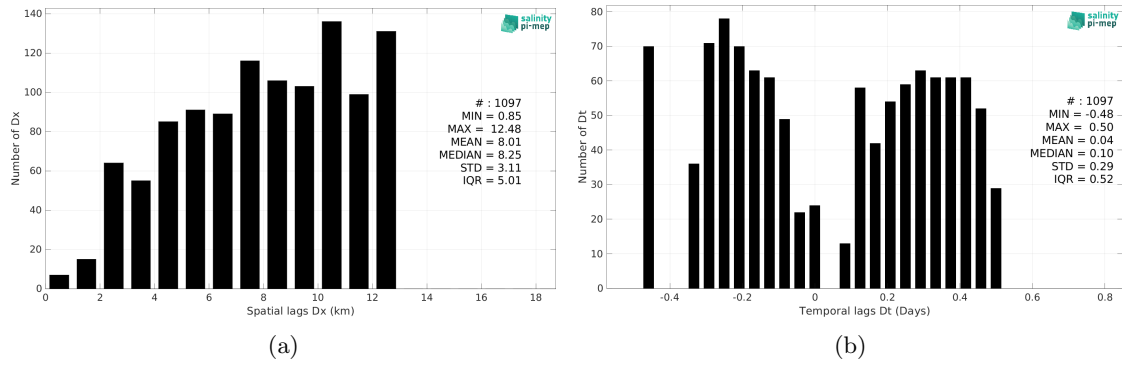 salinity
pi-mep
140
120
100
80
60
40
20
0
Number of Dx
# : 1097
MIN = 0.85
MAX = 12.48
MEAN = 8.01
MEDIAN = 8.25
STD = 3.11
IQR = 5.01
0 2 4 6 8 10 12 14 16 18
Spatial lags Dx (km)
(a)
salinity
pi-mep
80
70
60
50
40
30
20
10
0
Number of Dt
# : 1097
MIN = -0.48
MAX = 0.50
MEAN = 0.04
MEDIAN = 0.10
STD = 0.29
IQR = 0.52
-0.4 -0.2 0 0.2 0.4 0.6 0.8
Temporal lags Dt (Days)
(b)